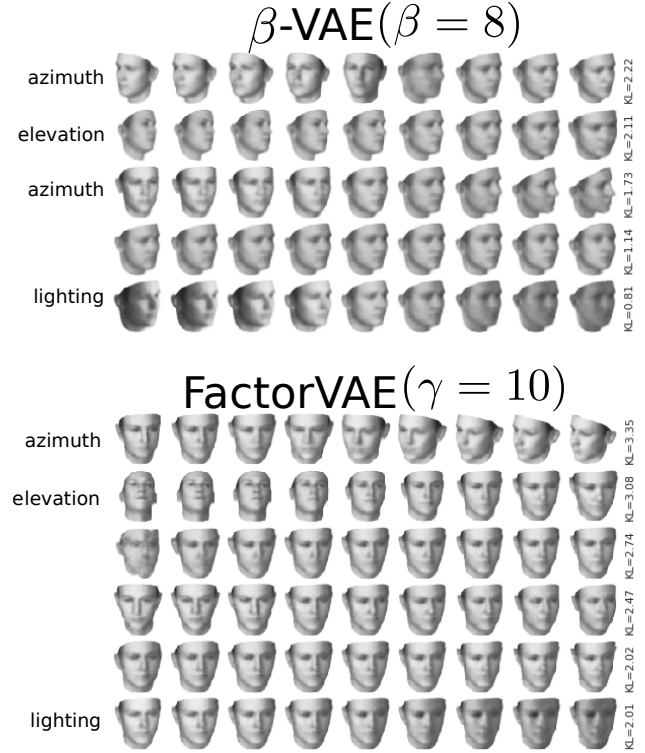 β-VAE(β = 8)
azimuth
KL=2.22
elevation
KL=2.11
azimuth
KL=1.73
KL=1.14
lighting
KL=0.81
FactorVAE(γ = 10)
azimuth
KL=3.35
elevation
KL=3.08
KL=2.74
KL=2.47
KL=2.02
lighting
KL=2.01